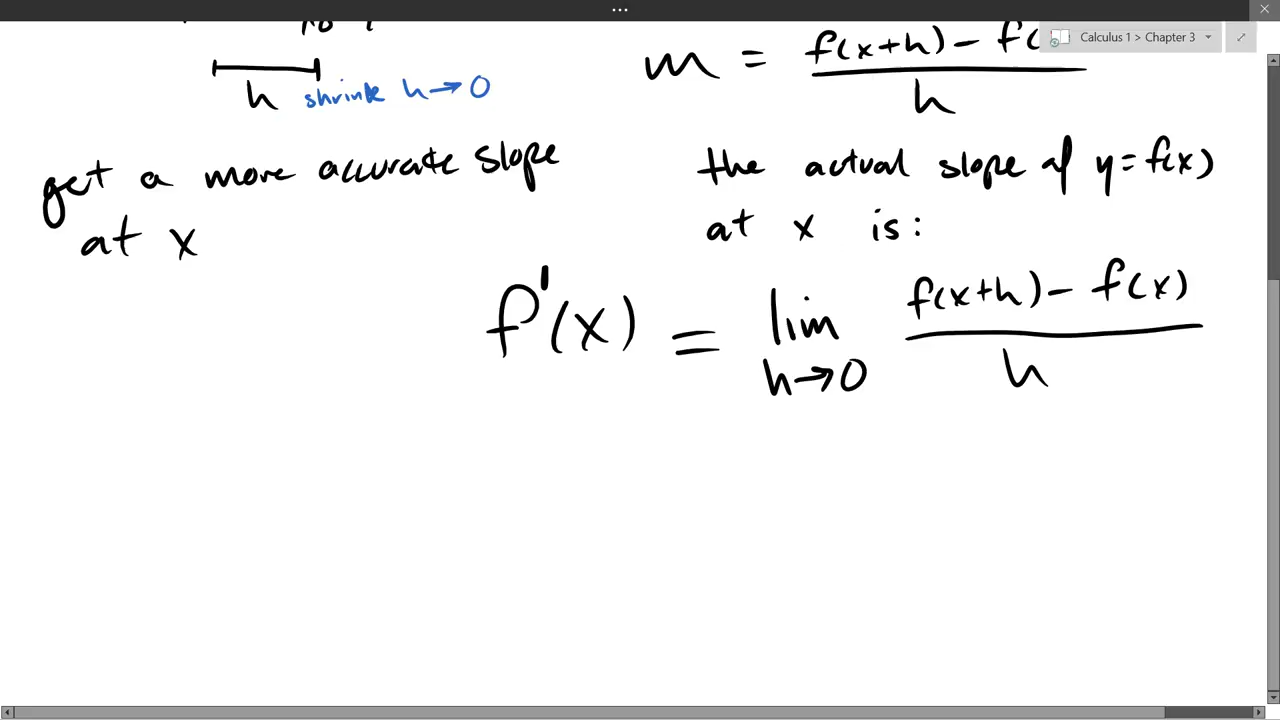 Calculus 1 > Chapter 3
m = f(x+h) - f(
h
h shrink h→0
get a more accurate slope
at x
the actual slope of y=f(x)
at x is:
f'(x) = lim h→0 f(x+h) - f(x)
h